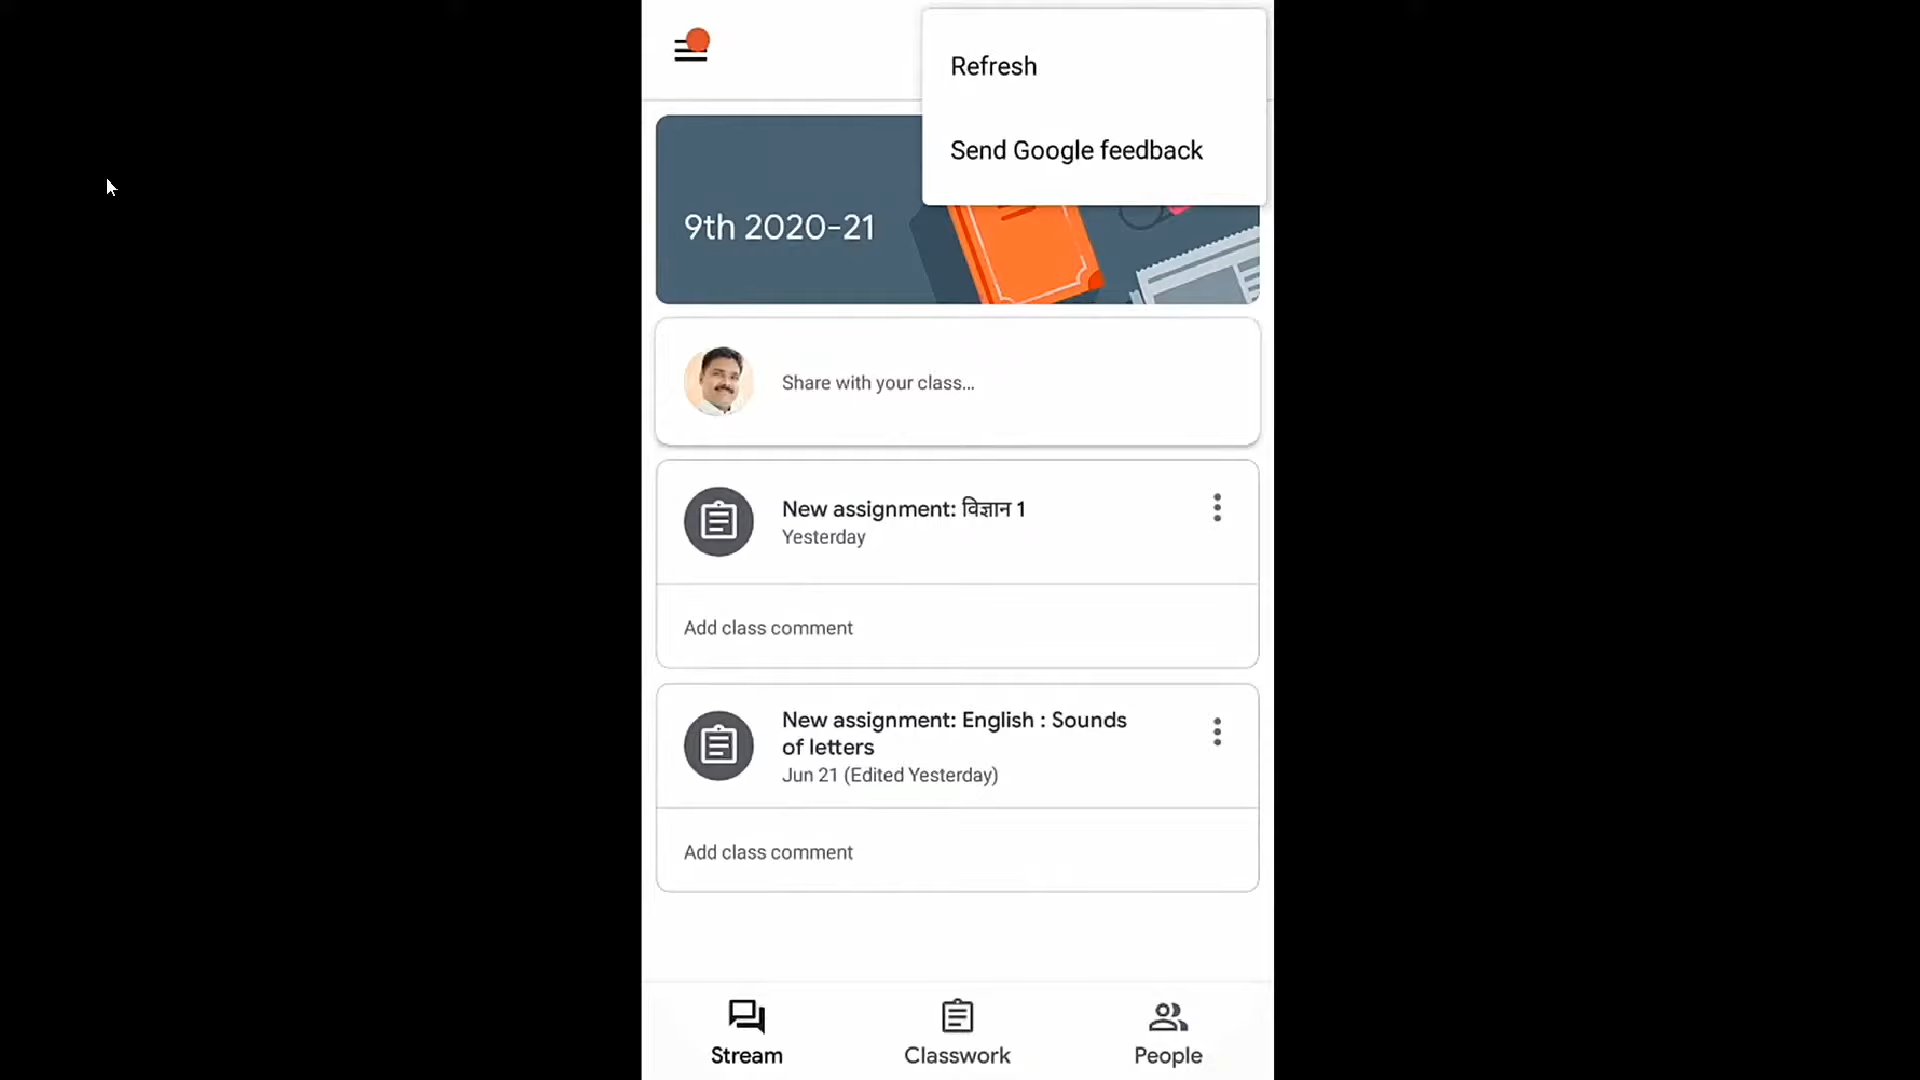 Refresh
Send Google feedback
9th 2020-21
Share with your class...
New assignment: विज्ञान 1
Yesterday
Add class comment
New assignment: English : Sounds
of letters
Jun 21 (Edited Yesterday)
Add class comment
Stream
Classwork
People